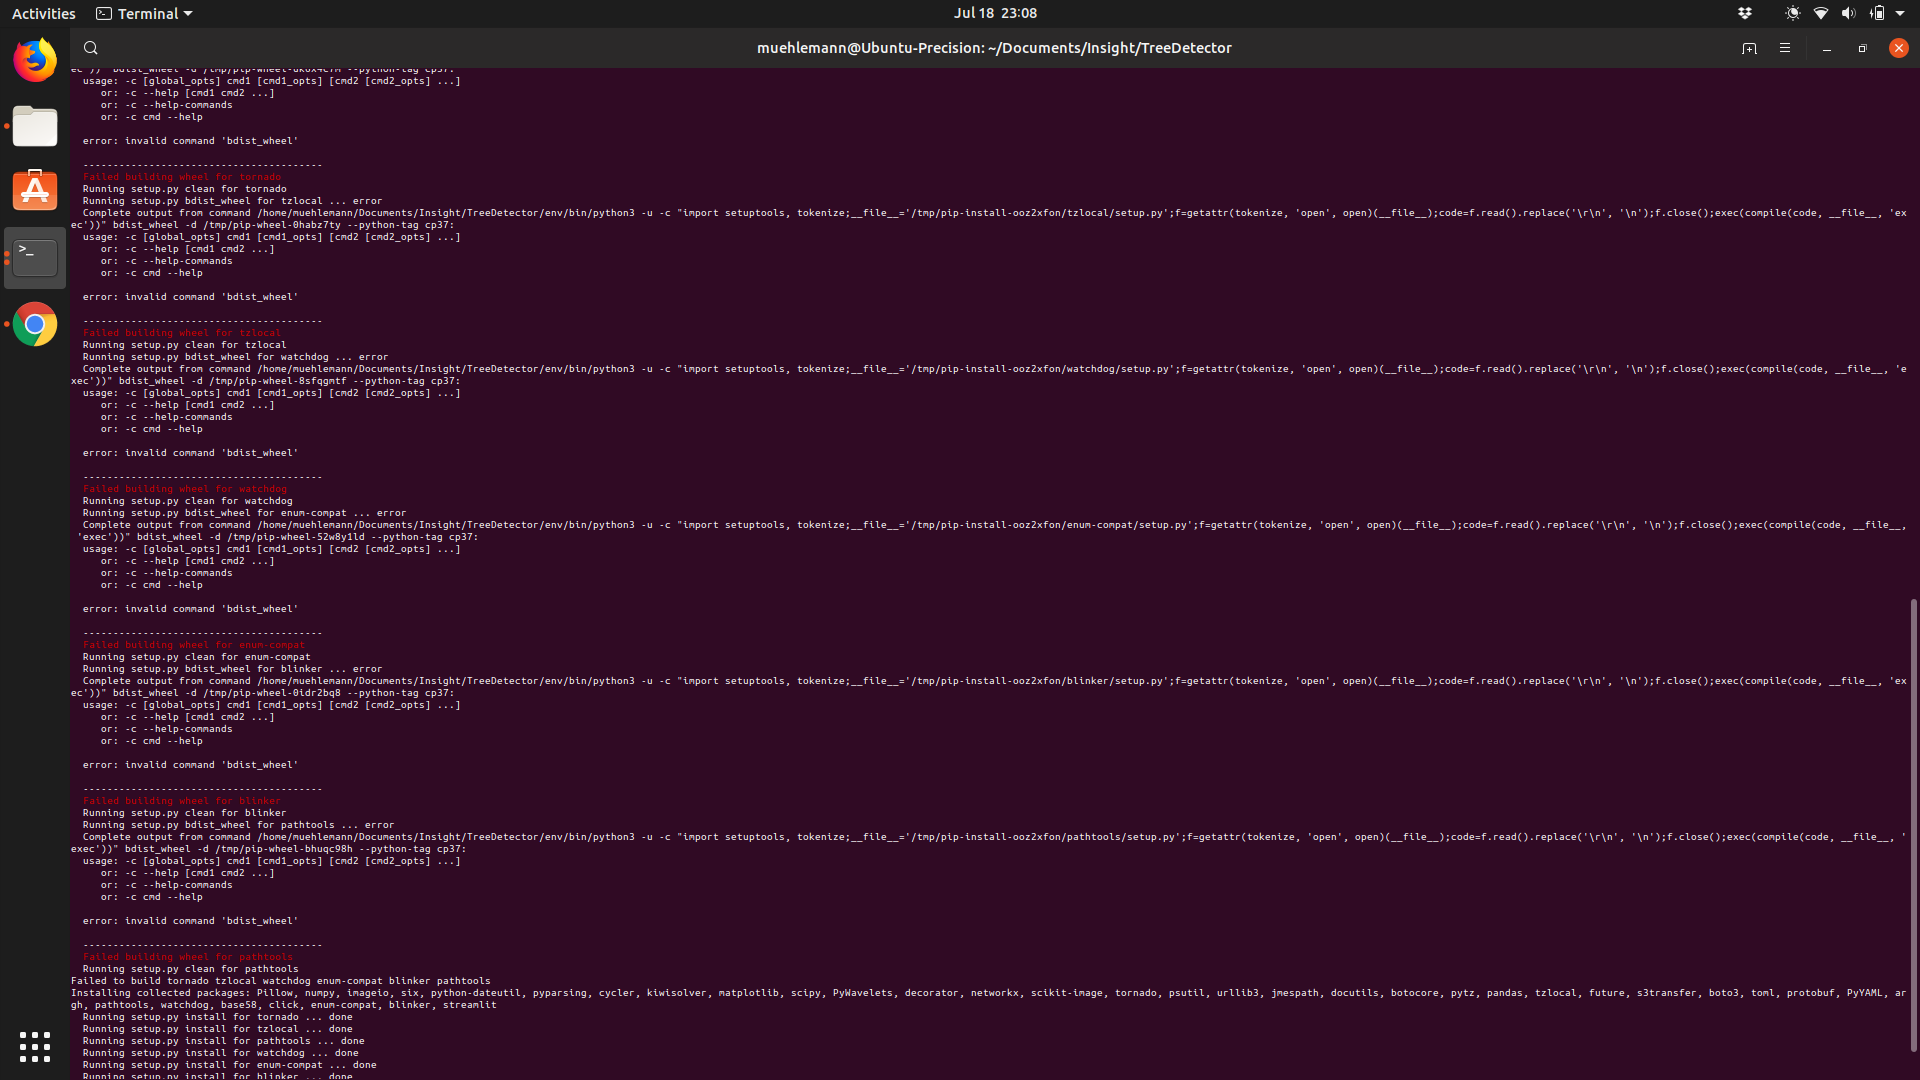 Activities
Terminal
Jul 18 23:08
muehlemann@Ubuntu-Precision: ~/Documents/Insight/TreeDetector
usage: -c [global_opts] cmd1 [cmd1_opts] [cmd2 [cmd2_opts] ...]
or: -c --help [cmd1 cmd2 ...]
or: -c --help-commands
or: -c cmd --help
error: invalid command 'bdist_wheel'
----------------------------------------
Failed building wheel for tornado
Running setup.py clean for tornado
Running setup.py bdist_wheel for tzlocal ... error
Complete output from command /home/muehlemann/Documents/Insight/TreeDetector/env/bin/python3 -u -c "import setuptools, tokenize;__file__='/tmp/pip-install-ooz2xfon/tzlocal/setup.py';f=getattr(tokenize, 'open', open)(__file__);code=f.read().replace('\r\n', '\n');f.close();exec(compile(code, __file__, 'ex
ec'))" bdist_wheel -d /tmp/pip-wheel-0habz7ty --python-tag cp37:
usage: -c [global_opts] cmd1 [cmd1_opts] [cmd2 [cmd2_opts] ...]
or: -c --help [cmd1 cmd2 ...]
or: -c --help-commands
or: -c cmd --help
error: invalid command 'bdist_wheel'
----------------------------------------
Failed building wheel for tzlocal
Running setup.py clean for tzlocal
Running setup.py bdist_wheel for watchdog ... error
Complete output from command /home/muehlemann/Documents/Insight/TreeDetector/env/bin/python3 -u -c "import setuptools, tokenize;__file__='/tmp/pip-install-ooz2xfon/watchdog/setup.py';f=getattr(tokenize, 'open', open)(__file__);code=f.read().replace('\r\n', '\n');f.close();exec(compile(code, __file__, 'e
xec'))" bdist_wheel -d /tmp/pip-wheel-8sfqgmtf --python-tag cp37:
usage: -c [global_opts] cmd1 [cmd1_opts] [cmd2 [cmd2_opts] ...]
or: -c --help [cmd1 cmd2 ...]
or: -c --help-commands
or: -c cmd --help
error: invalid command 'bdist_wheel'
----------------------------------------
Failed building wheel for watchdog
Running setup.py clean for watchdog
Running setup.py bdist_wheel for enum-compat ... error
Complete output from command /home/muehlemann/Documents/Insight/TreeDetector/env/bin/python3 -u -c "import setuptools, tokenize;__file__='/tmp/pip-install-ooz2xfon/enum-compat/setup.py';f=getattr(tokenize, 'open', open)(__file__);code=f.read().replace('\r\n', '\n');f.close();exec(compile(code, __file__,
'exec'))" bdist_wheel -d /tmp/pip-wheel-52w8y1ld --python-tag cp37:
usage: -c [global_opts] cmd1 [cmd1_opts] [cmd2 [cmd2_opts] ...]
or: -c --help [cmd1 cmd2 ...]
or: -c --help-commands
or: -c cmd --help
error: invalid command 'bdist_wheel'
----------------------------------------
Failed building wheel for enum-compat
Running setup.py clean for enum-compat
Running setup.py bdist_wheel for blinker ... error
Complete output from command /home/muehlemann/Documents/Insight/TreeDetector/env/bin/python3 -u -c "import setuptools, tokenize;__file__='/tmp/pip-install-ooz2xfon/blinker/setup.py';f=getattr(tokenize, 'open', open)(__file__);code=f.read().replace('\r\n', '\n');f.close();exec(compile(code, __file__, 'ex
ec'))" bdist_wheel -d /tmp/pip-wheel-0idr2bq8 --python-tag cp37:
usage: -c [global_opts] cmd1 [cmd1_opts] [cmd2 [cmd2_opts] ...]
or: -c --help [cmd1 cmd2 ...]
or: -c --help-commands
or: -c cmd --help
error: invalid command 'bdist_wheel'
----------------------------------------
Failed building wheel for blinker
Running setup.py clean for blinker
Running setup.py bdist_wheel for pathtools ... error
Complete output from command /home/muehlemann/Documents/Insight/TreeDetector/env/bin/python3 -u -c "import setuptools, tokenize;__file__='/tmp/pip-install-ooz2xfon/pathtools/setup.py';f=getattr(tokenize, 'open', open)(__file__);code=f.read().replace('\r\n', '\n');f.close();exec(compile(code, __file__, '
exec'))" bdist_wheel -d /tmp/pip-wheel-bhuqc98h --python-tag cp37:
usage: -c [global_opts] cmd1 [cmd1_opts] [cmd2 [cmd2_opts] ...]
or: -c --help [cmd1 cmd2 ...]
or: -c --help-commands
or: -c cmd --help
error: invalid command 'bdist_wheel'
----------------------------------------
Failed building wheel for pathtools
Running setup.py clean for pathtools
Failed to build tornado tzlocal watchdog enum-compat blinker pathtools
Installing collected packages: Pillow, numpy, imageio, six, python-dateutil, pyparsing, cycler, kiwisolver, matplotlib, scipy, PyWavelets, decorator, networkx, scikit-image, tornado, psutil, urllib3, jmespath, docutils, botocore, pytz, pandas, tzlocal, future, s3transfer, boto3, toml, protobuf, PyYAML, ar
gh, pathtools, watchdog, base58, click, enum-compat, blinker, streamlit
Running setup.py install for tornado ... done
Running setup.py install for tzlocal ... done
Running setup.py install for pathtools ... done
Running setup.py install for watchdog ... done
Running setup.py install for enum-compat ... done
Running setup.py install for blinker ... done